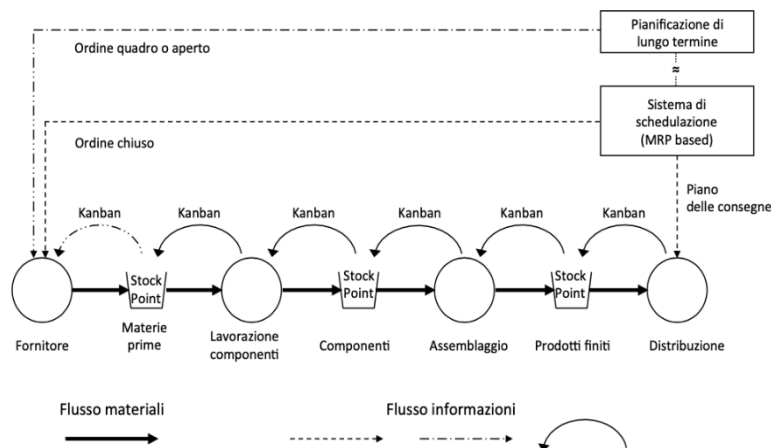 Pianificazione di
lungo termine
Ordine quadro o aperto
≈
Sistema di
schedulazione
(MRP based)
Ordine chiuso
Piano
delle consegne
Kanban
Kanban
Kanban
Kanban
Kanban
Kanban
Stock
Point
Stock
Point
Stock
Point
Fornitore
Materie
prime
Lavorazione
componenti
Componenti
Assemblaggio
Prodotti finiti
Distribuzione
Flusso materiali
Flusso informazioni